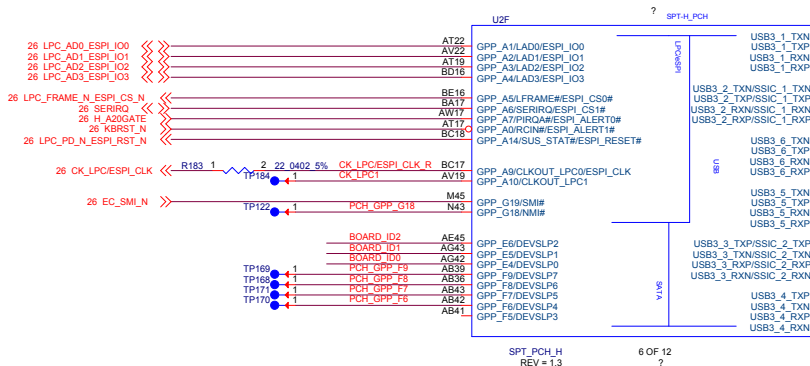 U2F ? SPT-H_PCH
26 LPC_AD0_ESPI_IO0 AT22 GPP_A1/LAD0/ESPI_IO0
26 LPC_AD1_ESPI_IO1 AV22 GPP_A2/LAD1/ESPI_IO1
26 LPC_AD2_ESPI_IO2 AT19 GPP_A3/LAD2/ESPI_IO2
26 LPC_AD3_ESPI_IO3 BD16 GPP_A4/LAD3/ESPI_IO3
26 LPC_FRAME_N_ESPI_CS_N BE16 GPP_A5/LFRAME#/ESPI_CS0#
26 SERIRQ BA17 GPP_A6/SERIRQ/ESPI_CS1#
26 H_A20GATE AW17 GPP_A7/PIRQA#/ESPI_ALERT0#
26 KBRST_N AT17 GPP_A0/RCIN#/ESPI_ALERT1#
26 LPC_PD_N_ESPI_RST_N BC18 GPP_A14/SUS_STAT#/ESPI_RESET#
26 CK_LPC/ESPI_CLK R183 1 2 22_0402_5% CK_LPC/ESPI_CLK_R BC17 GPP_A9/CLKOUT_LPC0/ESPI_CLK
TP184 1 CK_LPC1 AV19 GPP_A10/CLKOUT_LPC1
26 EC_SMI_N M45 GPP_G19/SMI#
TP122 1 PCH_GPP_G18 N43 GPP_G18/NMI#
BOARD_ID2 AE45 GPP_E6/DEVSLP2
BOARD_ID1 AG43 GPP_E5/DEVSLP1
BOARD_ID0 AG42 GPP_E4/DEVSLP0
TP169 1 PCH_GPP_F9 AB39 GPP_F9/DEVSLP7
TP168 1 PCH_GPP_F8 AB36 GPP_F8/DEVSLP6
TP171 1 PCH_GPP_F7 AB43 GPP_F7/DEVSLP5
TP170 1 PCH_GPP_F6 AB42 GPP_F6/DEVSLP4
AB41 GPP_F5/DEVSLP3
LPC/eSPI
USB
SATA
USB3_1_TXN
USB3_1_TXP
USB3_1_RXN
USB3_1_RXP
USB3_2_TXN/SSIC_1_TXN
USB3_2_TXP/SSIC_1_TXP
USB3_2_RXN/SSIC_1_RXN
USB3_2_RXP/SSIC_1_RXP
USB3_6_TXN
USB3_6_TXP
USB3_6_RXN
USB3_6_RXP
USB3_5_TXN
USB3_5_TXP
USB3_5_RXN
USB3_5_RXP
USB3_3_TXP/SSIC_2_TXP
USB3_3_TXN/SSIC_2_TXN
USB3_3_RXP/SSIC_2_RXP
USB3_3_RXN/SSIC_2_RXN
USB3_4_TXP
USB3_4_TXN
USB3_4_RXP
USB3_4_RXN
SPT_PCH_H 6 OF 12
REV = 1.3 ?